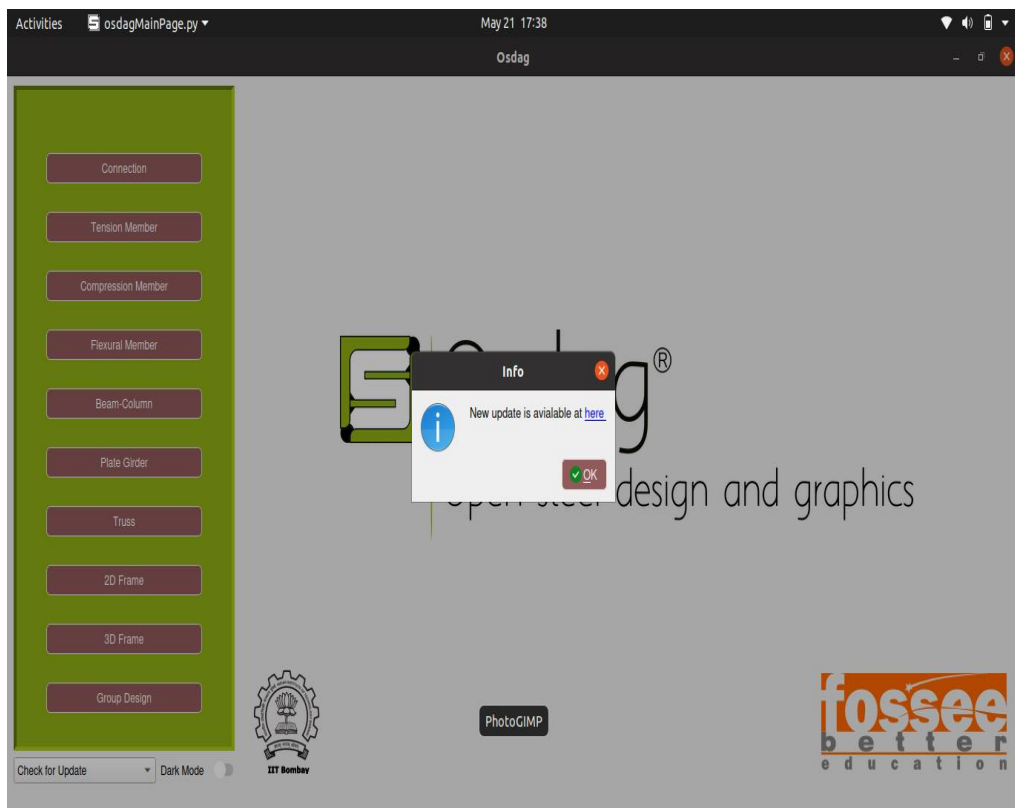 Activities osdagMainPage.py May 21 17:38
Osdag
Connection
Tension Member
Compression Member
Flexural Member
Beam-Column
Plate Girder
Truss
2D Frame
3D Frame
Group Design
Check for Update Dark Mode
g®
design and graphics
Info
New update is avialable at here
OK
IIT Bombay
PhotoGIMP
fossee
better
education